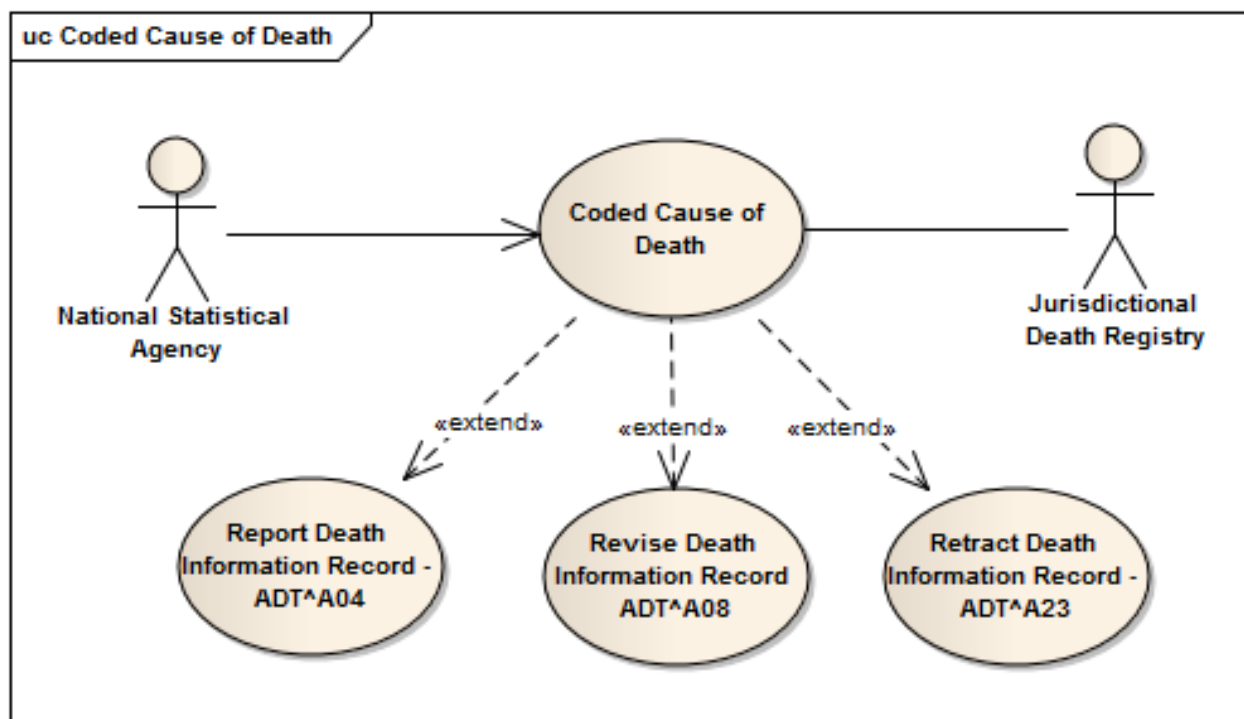 uc Coded Cause of Death
Coded Cause of
Death
National Statistical
Agency
Jurisdictional
Death Registry
«extend»
«extend»
«extend»
Report Death
Information Record -
ADT^A04
Revise Death
Information Record
ADT^A08
Retract Death
Information Record -
ADT^A23